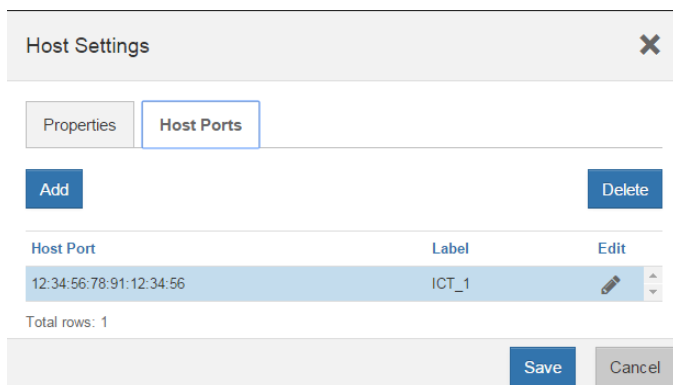 Host Settings
Properties Host Ports
Add Delete
Host Port Label Edit
12:34:56:78:91:12:34:56 ICT_1
Total rows: 1
Save Cancel